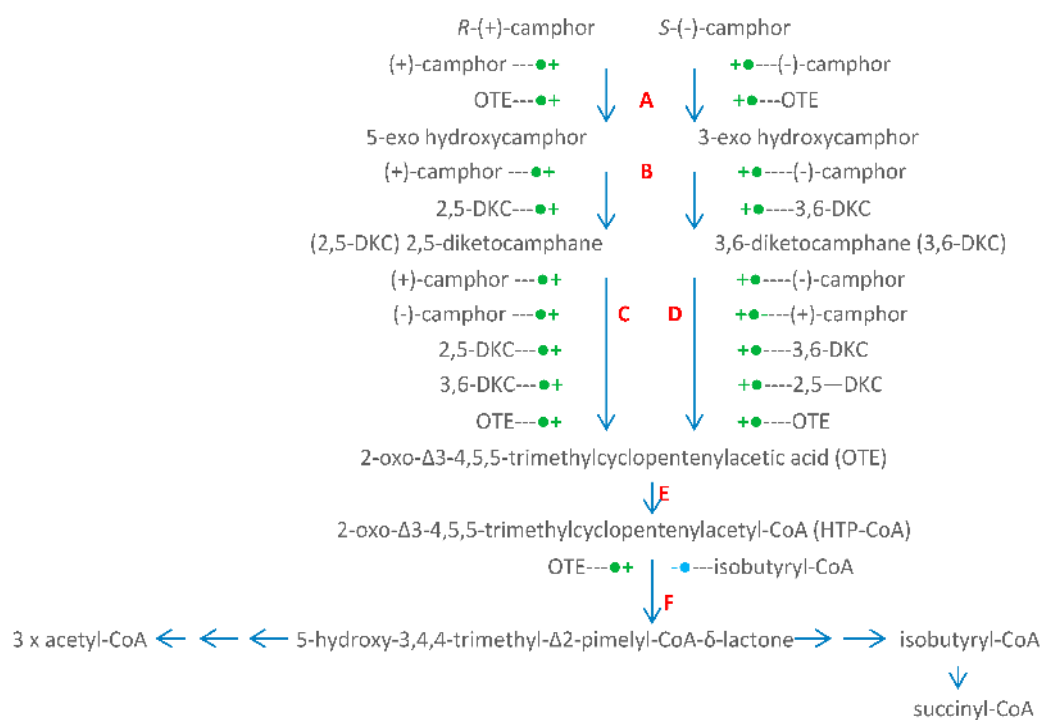 R-(+)-camphor S-(-)-camphor
(+)-camphor ---●+ +●---(-)-camphor
OTE---●+ A +●---OTE
5-exo hydroxycamphor 3-exo hydroxycamphor
(+)-camphor ---●+ B +●----(-)-camphor
2,5-DKC---●+ +●----3,6-DKC
(2,5-DKC) 2,5-diketocamphane 3,6-diketocamphane (3,6-DKC)
(+)-camphor ---●+ +●----(-)-camphor
(-)-camphor ---●+ C D +●----(+)-camphor
2,5-DKC---●+ +●----3,6-DKC
3,6-DKC---●+ +●----2,5—DKC
OTE---●+ +●----OTE
2-oxo-Δ3-4,5,5-trimethylcyclopentenylacetic acid (OTE)
E
2-oxo-Δ3-4,5,5-trimethylcyclopentenylacetyl-CoA (HTP-CoA)
OTE---●+ -●---isobutyryl-CoA
F
3 x acetyl-CoA 5-hydroxy-3,4,4-trimethyl-Δ2-pimelyl-CoA-δ-lactone isobutyryl-CoA
succinyl-CoA